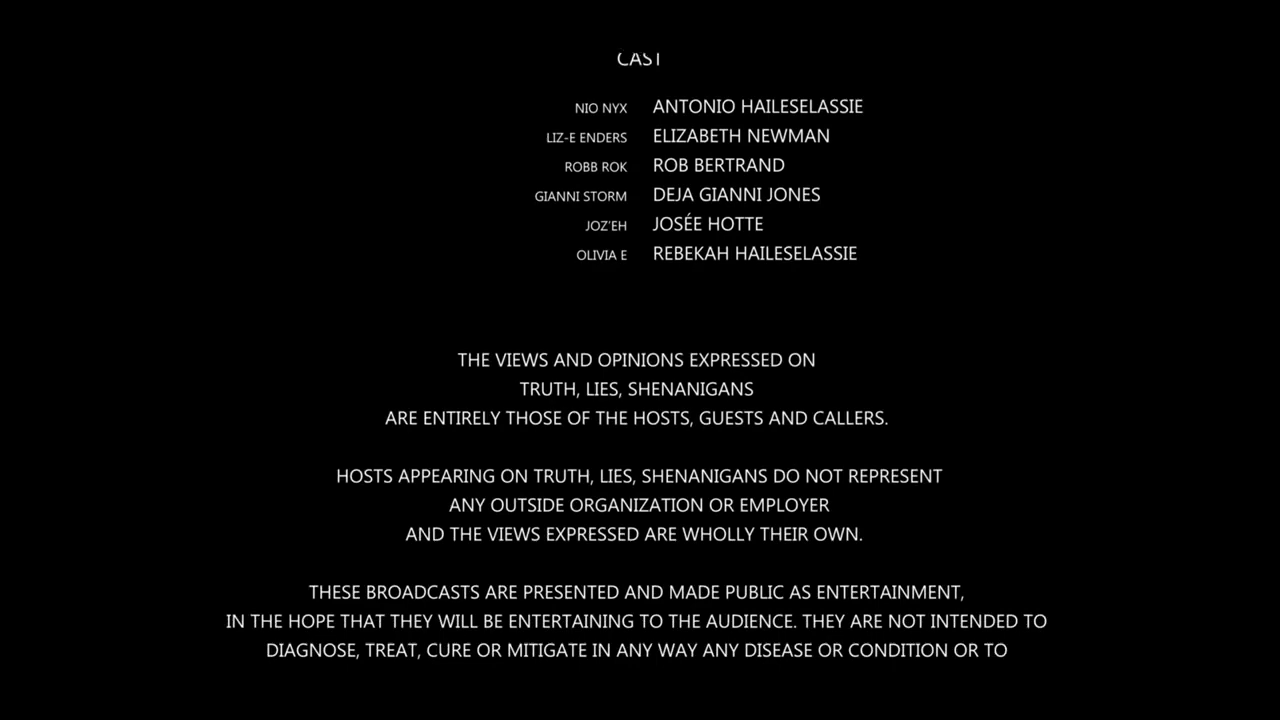 CAST
NIO NYX ANTONIO HAILESELASSIE
LIZ-E ENDERS ELIZABETH NEWMAN
ROBB ROK ROB BERTRAND
GIANNI STORM DEJA GIANNI JONES
JOZ'EH JOSÉE HOTTE
OLIVIA E REBEKAH HAILESELASSIE
THE VIEWS AND OPINIONS EXPRESSED ON
TRUTH, LIES, SHENANIGANS
ARE ENTIRELY THOSE OF THE HOSTS, GUESTS AND CALLERS.
HOSTS APPEARING ON TRUTH, LIES, SHENANIGANS DO NOT REPRESENT
ANY OUTSIDE ORGANIZATION OR EMPLOYER
AND THE VIEWS EXPRESSED ARE WHOLLY THEIR OWN.
THESE BROADCASTS ARE PRESENTED AND MADE PUBLIC AS ENTERTAINMENT,
IN THE HOPE THAT THEY WILL BE ENTERTAINING TO THE AUDIENCE. THEY ARE NOT INTENDED TO
DIAGNOSE, TREAT, CURE OR MITIGATE IN ANY WAY ANY DISEASE OR CONDITION OR TO